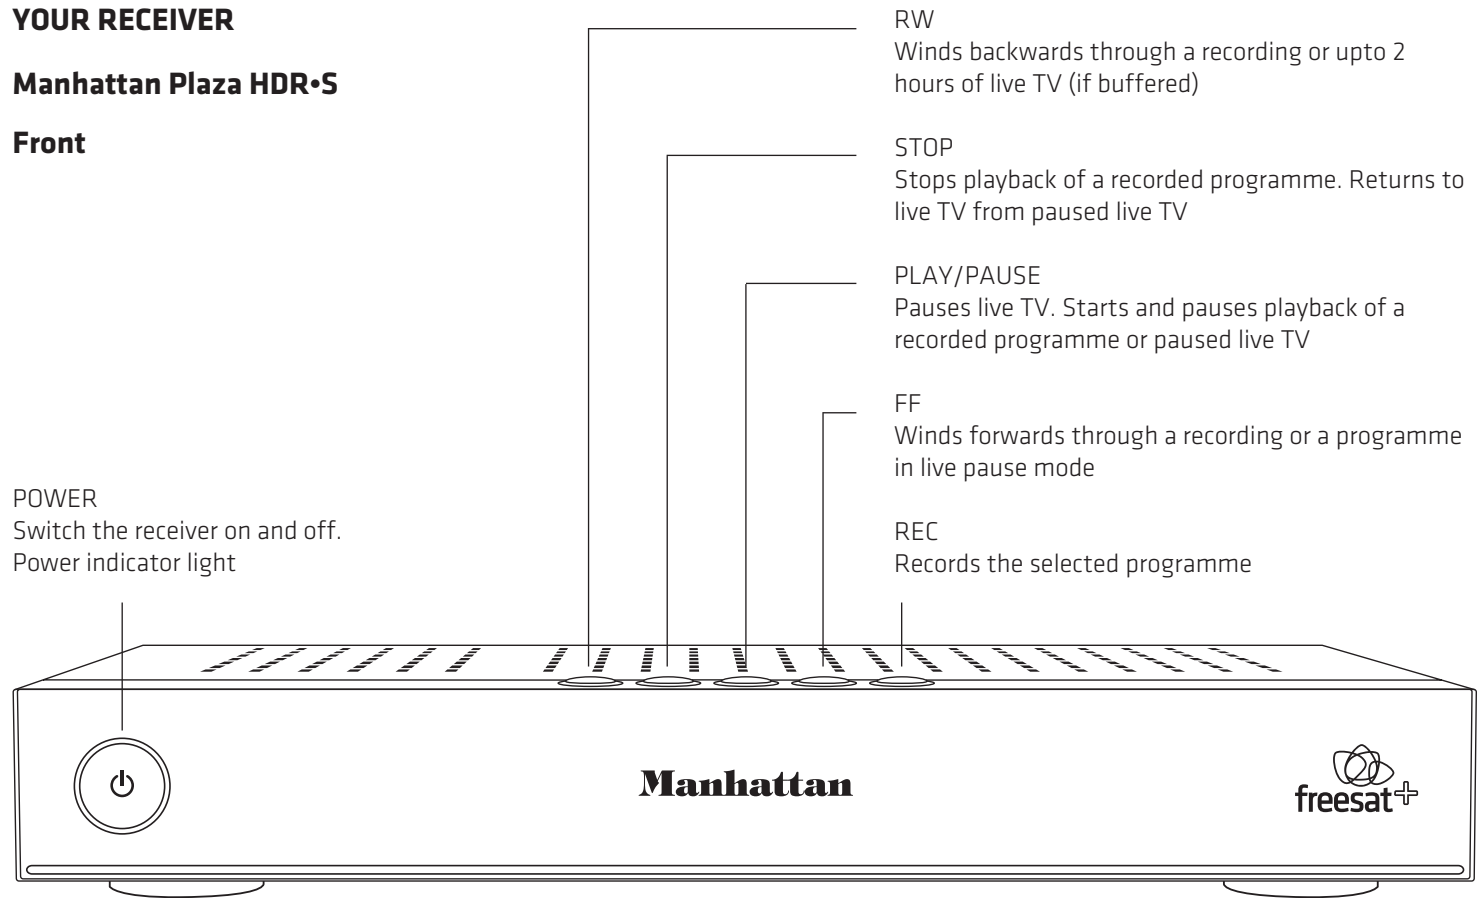 YOUR RECEIVER
Manhattan Plaza HDR•S
Front
RW
Winds backwards through a recording or upto 2
hours of live TV (if buffered)
STOP
Stops playback of a recorded programme. Returns to
live TV from paused live TV
PLAY/PAUSE
Pauses live TV. Starts and pauses playback of a
recorded programme or paused live TV
FF
Winds forwards through a recording or a programme
in live pause mode
POWER
Switch the receiver on and off.
Power indicator light
REC
Records the selected programme
Manhattan
freesat+